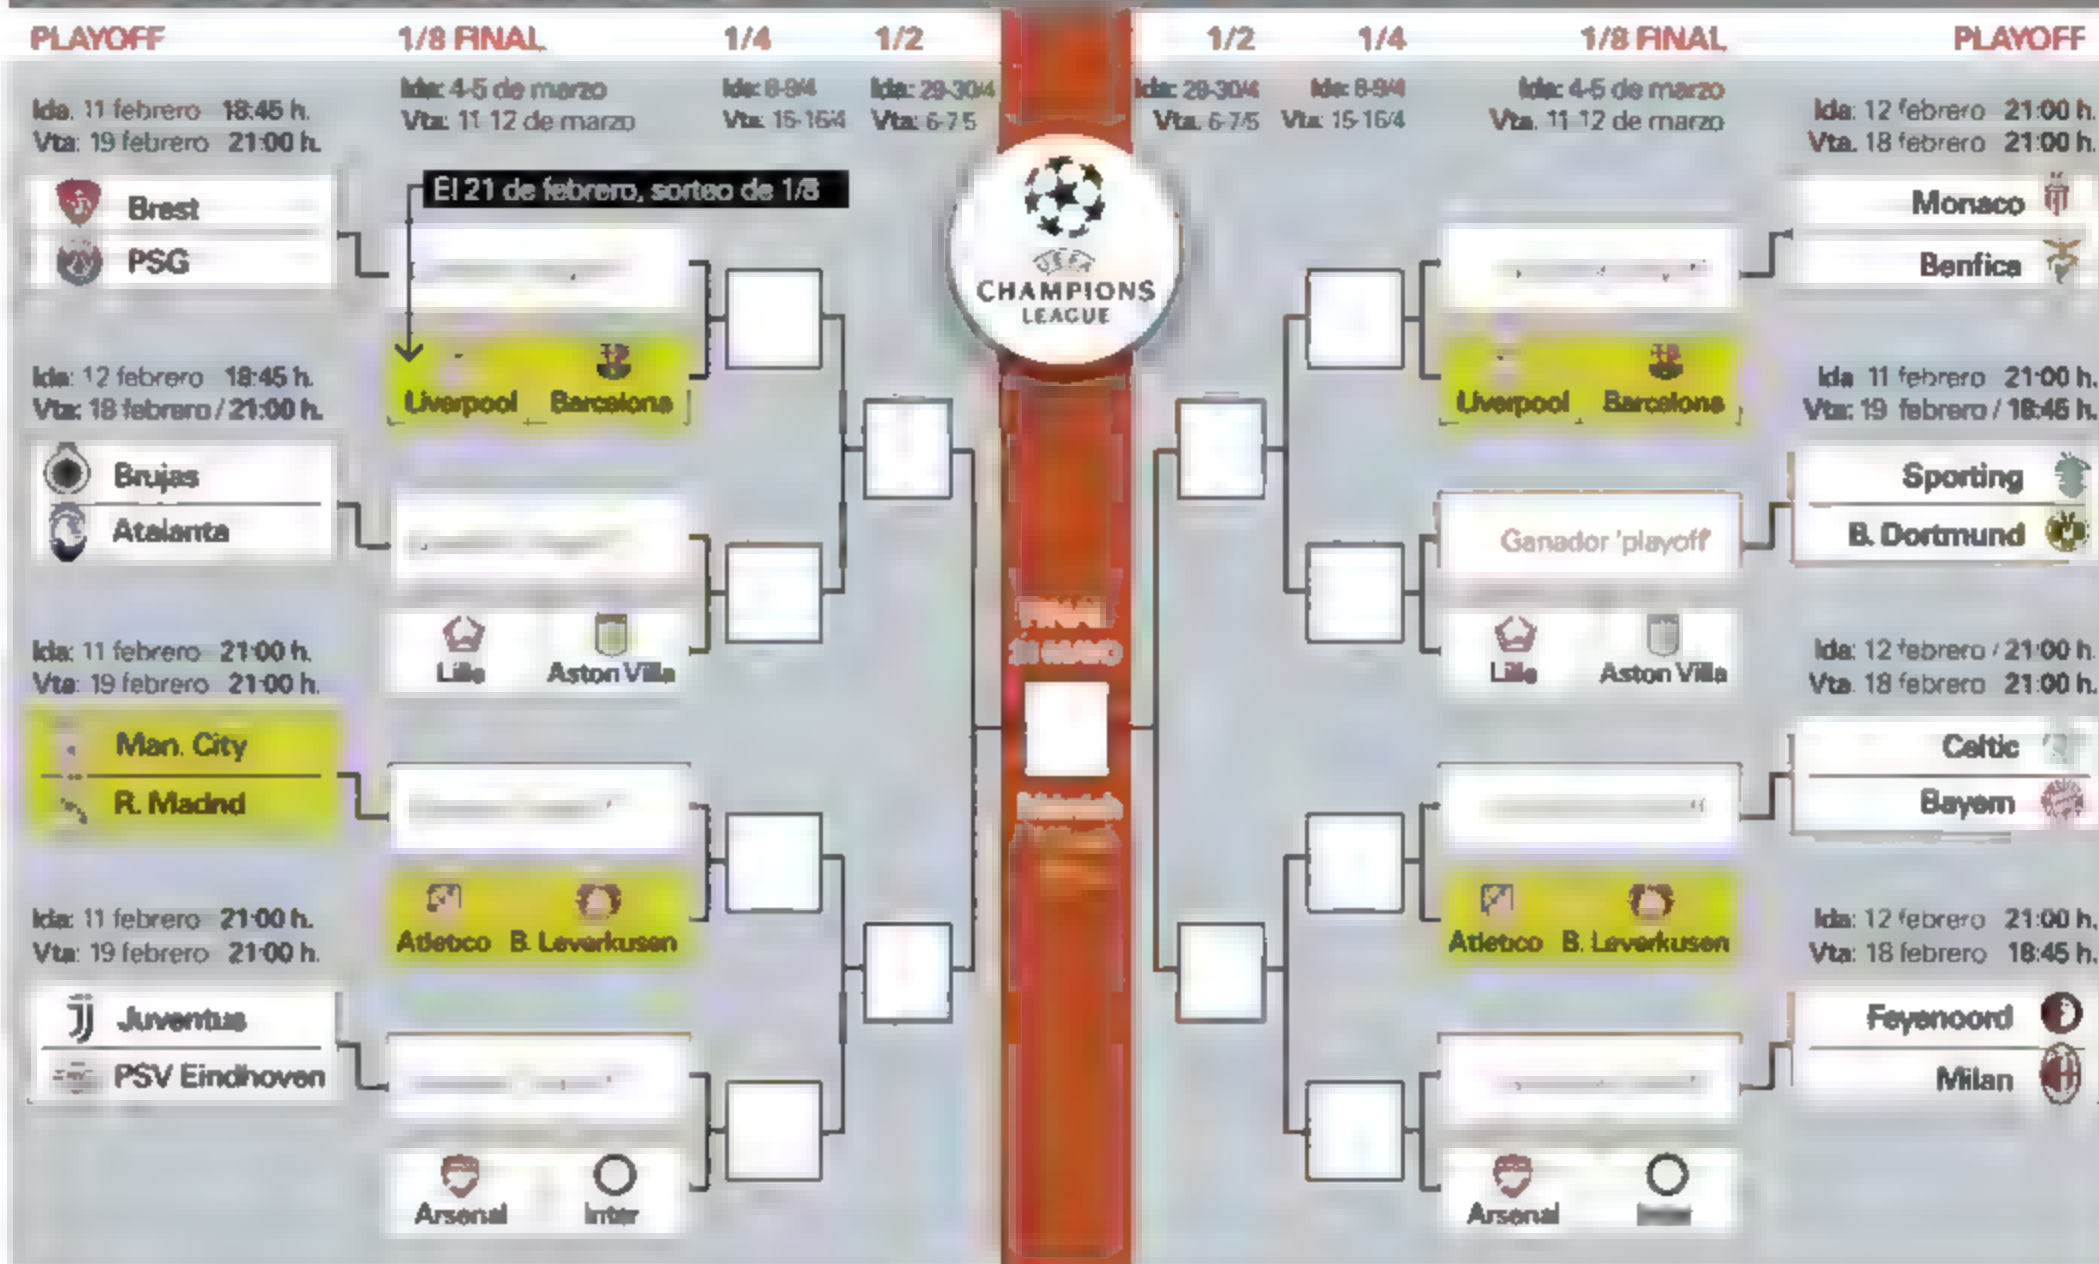 PLAYOFF
1/8 FINAL
1/4
1/2
1/2
1/4
1/8 FINAL
PLAYOFF
Ida. 11 febrero 18:45 h.
Vta: 19 febrero 21:00 h.
Ida: 4-5 de marzo
Vta: 11 12 de marzo
Ida: 8-9/4
Vta: 15-16/4
Ida: 29-30/4
Vta: 6-7 5
Ida: 29-30/4
Vta. 6-7/5
Ida: 8-9/4
Vta: 15-16/4
Ida: 4-5 de marzo
Vta. 11 12 de marzo
Ida: 12 febrero 21:00 h.
Vta. 18 febrero 21:00 h.
El 21 de febrero, sorteo de 1/8
Brest
PSG
Liverpool Barcelona
Ida: 12 febrero 18:45 h.
Vta: 18 febrero / 21:00 h.
Brujas
Atalanta
Lille Aston Villa
Ida: 11 febrero 21:00 h.
Vta: 19 febrero 21:00 h.
Man. City
R. Madrid
Atletico B. Leverkusen
Ida: 11 febrero 21:00 h.
Vta: 19 febrero 21:00 h.
Juventus
PSV Eindhoven
Arsenal Inter
UEFA
CHAMPIONS
LEAGUE
FINAL
Monaco
Benfica
Liverpool Barcelona
Ida 11 febrero 21:00 h.
Vta: 19 febrero / 18:45 h.
Sporting
B. Dortmund
Ganador 'playoff'
Lille Aston Villa
Ida: 12 febrero / 21:00 h.
Vta. 18 febrero 21:00 h.
Celtic
Bayern
Atletico B. Leverkusen
Ida: 12 febrero 21:00 h.
Vta: 18 febrero 18:45 h.
Feyenoord
Milan
Arsenal